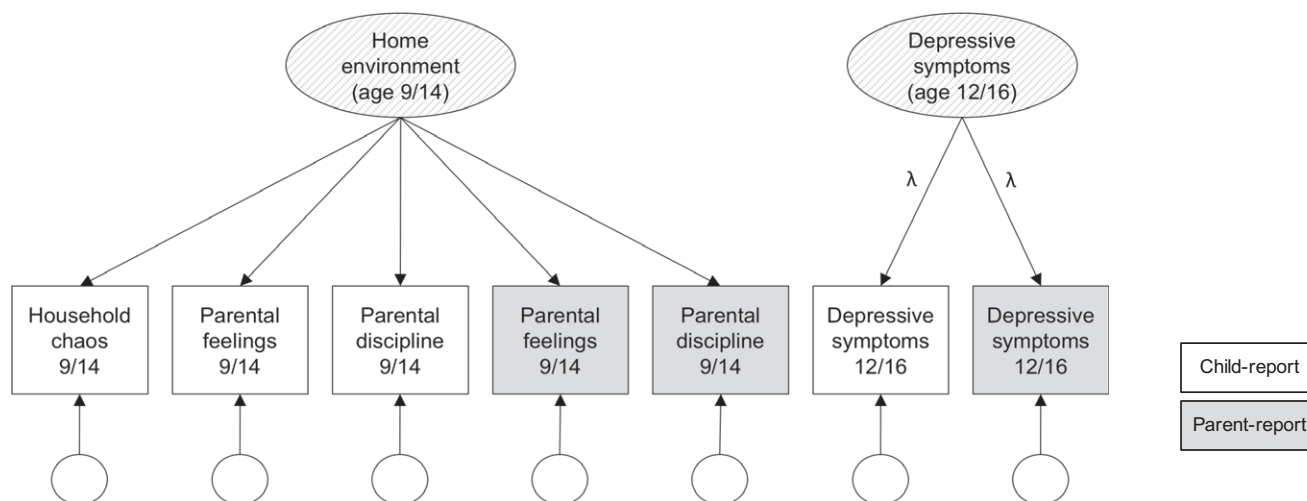 Home
environment
(age 9/14)
Depressive
symptoms
(age 12/16)
λ
λ
Household
chaos
9/14
Parental
feelings
9/14
Parental
discipline
9/14
Parental
feelings
9/14
Parental
discipline
9/14
Depressive
symptoms
12/16
Depressive
symptoms
12/16
Child-report
Parent-report